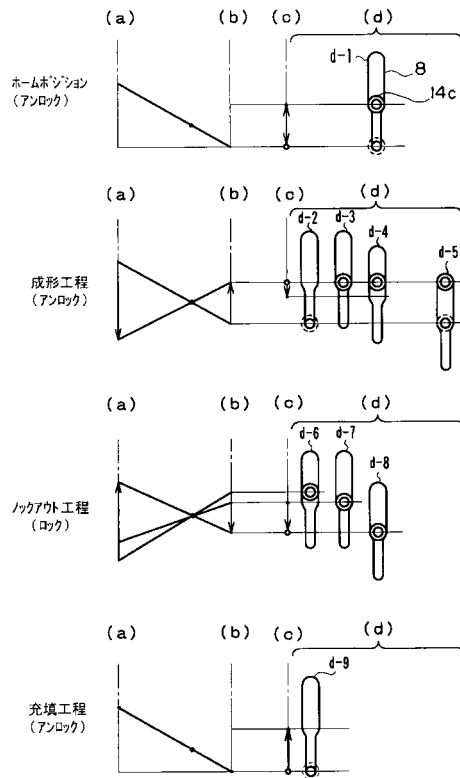 (a) (b) (c) (d)
d-1
8
14c
ホームポジション
(アンロック)
(a) (b) (c) (d)
d-2 d-3 d-4 d-5
成形工程
(アンロック)
(a) (b) (c) (d)
d-6 d-7 d-8
ノックアウト工程
(ロック)
(a) (b) (c) (d)
d-9
充填工程
(アンロック)